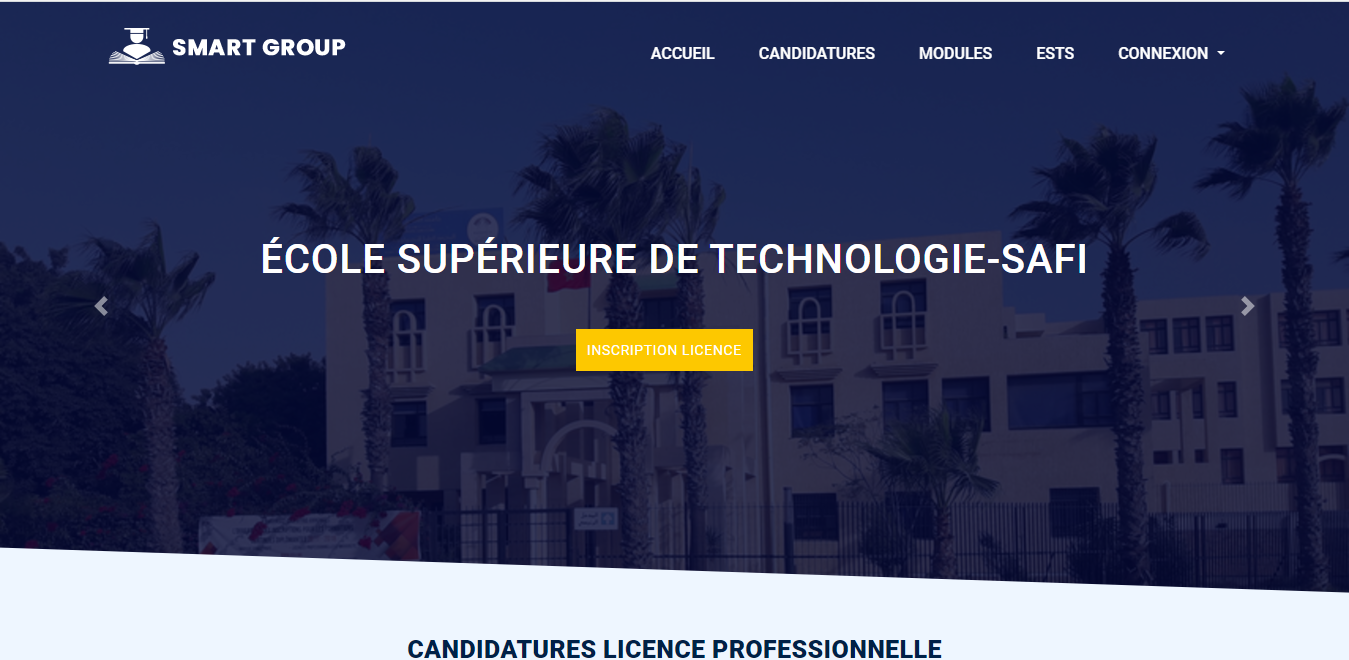 SMART GROUP
ACCUEIL CANDIDATURES MODULES ESTS CONNEXION
ÉCOLE SUPÉRIEURE DE TECHNOLOGIE-SAFI
INSCRIPTION LICENCE
CANDIDATURES LICENCE PROFESSIONNELLE